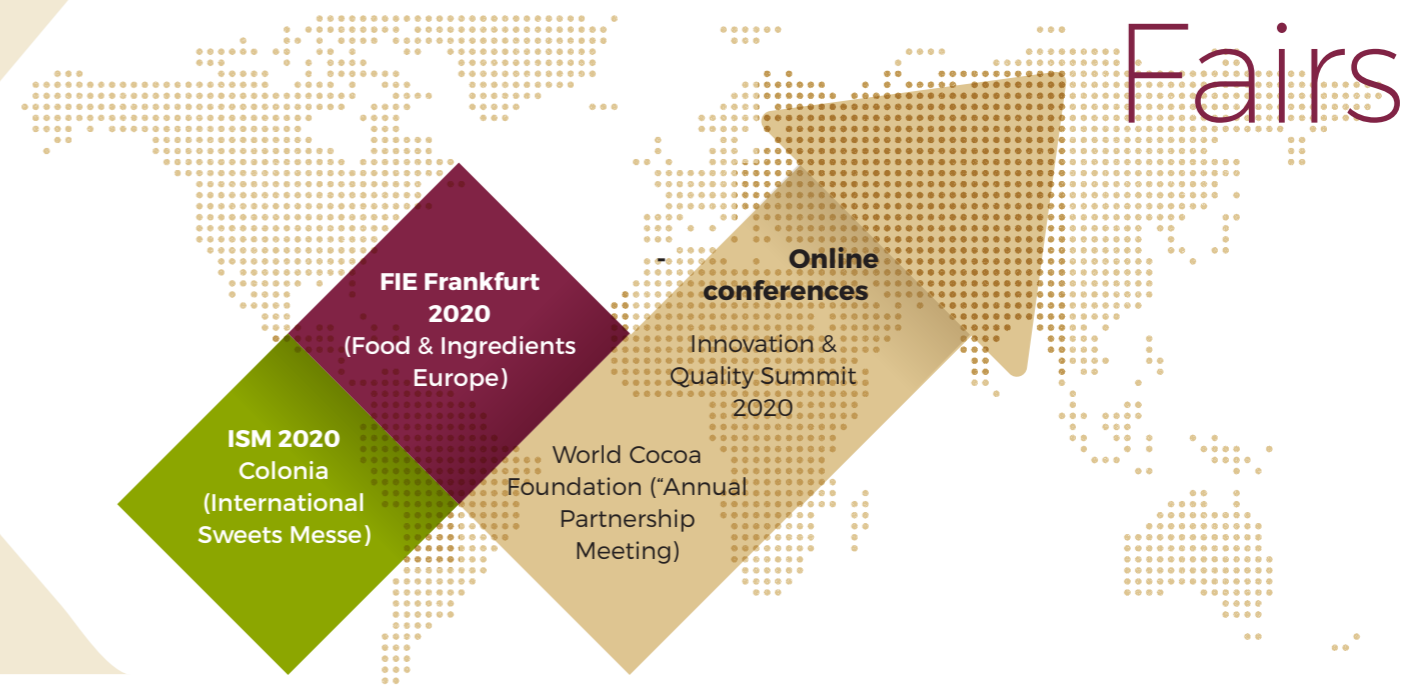 Fairs
FIE Frankfurt
2020
(Food & Ingredients
Europe)
ISM 2020
Colonia
(International
Sweets Messe)
- Online
conferences
Innovation &
Quality Summit
2020
World Cocoa
Foundation (“Annual
Partnership
Meeting)